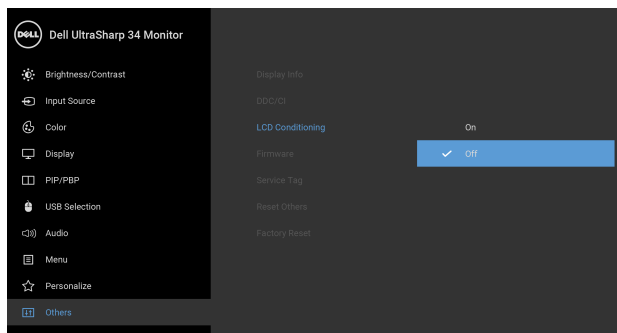 DELL Dell UltraSharp 34 Monitor
Brightness/Contrast Display Info
Input Source DDC/CI
Color LCD Conditioning On
Display Firmware Off
PIP/PBP Service Tag
USB Selection Reset Others
Audio Factory Reset
Menu
Personalize
Others